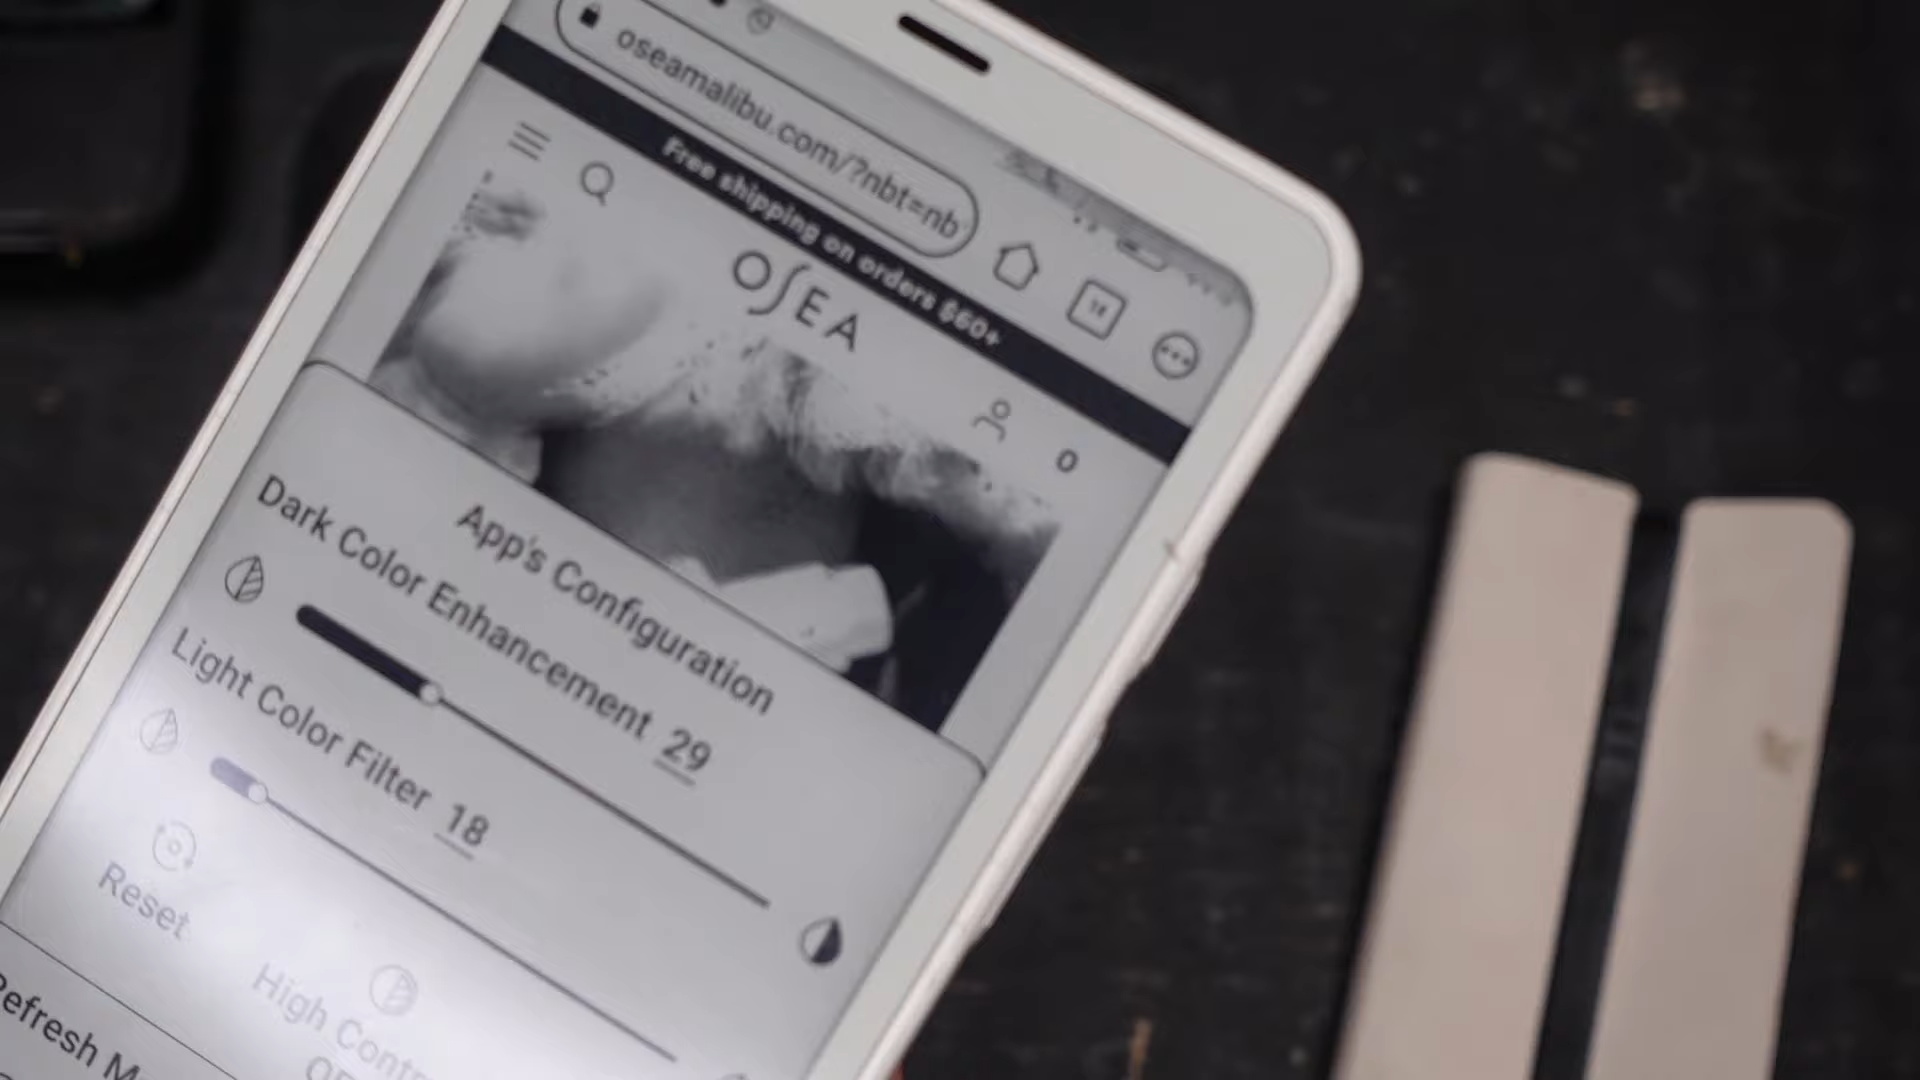 oseamalibu.com/?nbt=nb
Free shipping on orders $60+
OSEA
0
App's Configuration
Dark Color Enhancement 29
Light Color Filter 18
Reset
High
Refresh